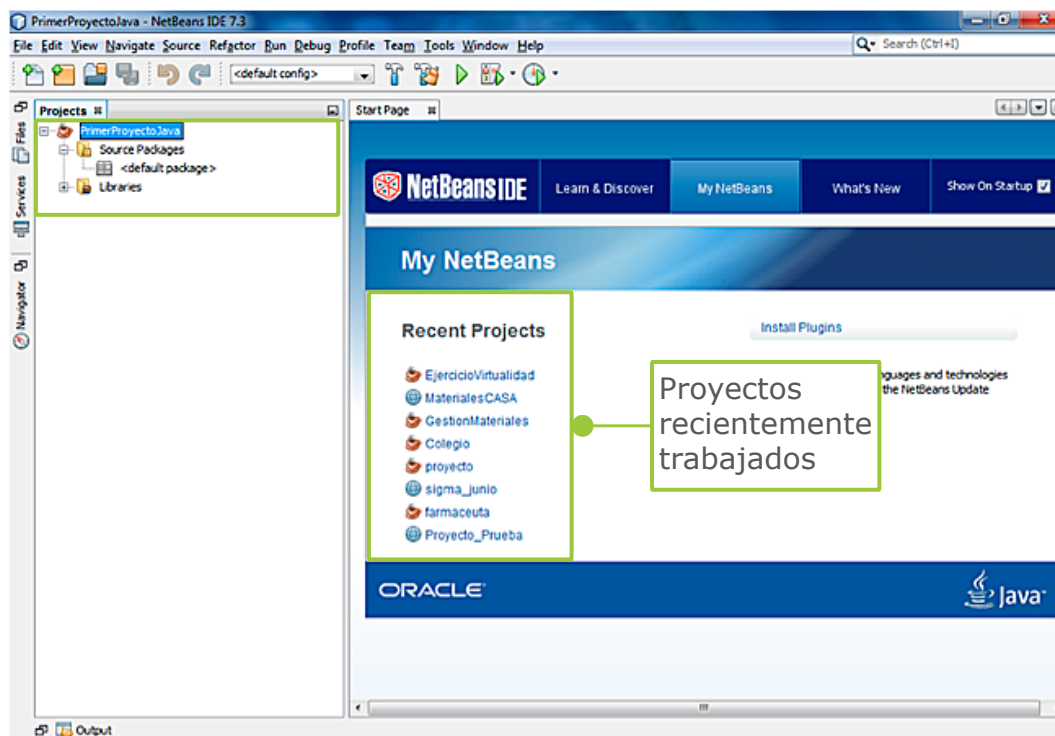 PrimerProyectoJava - NetBeans IDE 7.3
File Edit View Navigate Source Refactor Run Debug Profile Team Tools Window Help
Search (Ctrl+I)
<default config>
Projects
Start Page
Files
Services
Navigator
PrimerProyectoJava
Source Packages
<default package>
Libraries
NetBeans IDE
Learn & Discover
My NetBeans
What's New
Show On Startup
My NetBeans
Recent Projects
EjercicioVirtualidad
MaterialesCASA
GestionMateriales
Colegio
proyecto
sigma_junio
farmaceuta
Proyecto_Prueba
Install Plugins
and technologies
the NetBeans Update
Proyectos
recientemente
trabajados
ORACLE
Java
Output